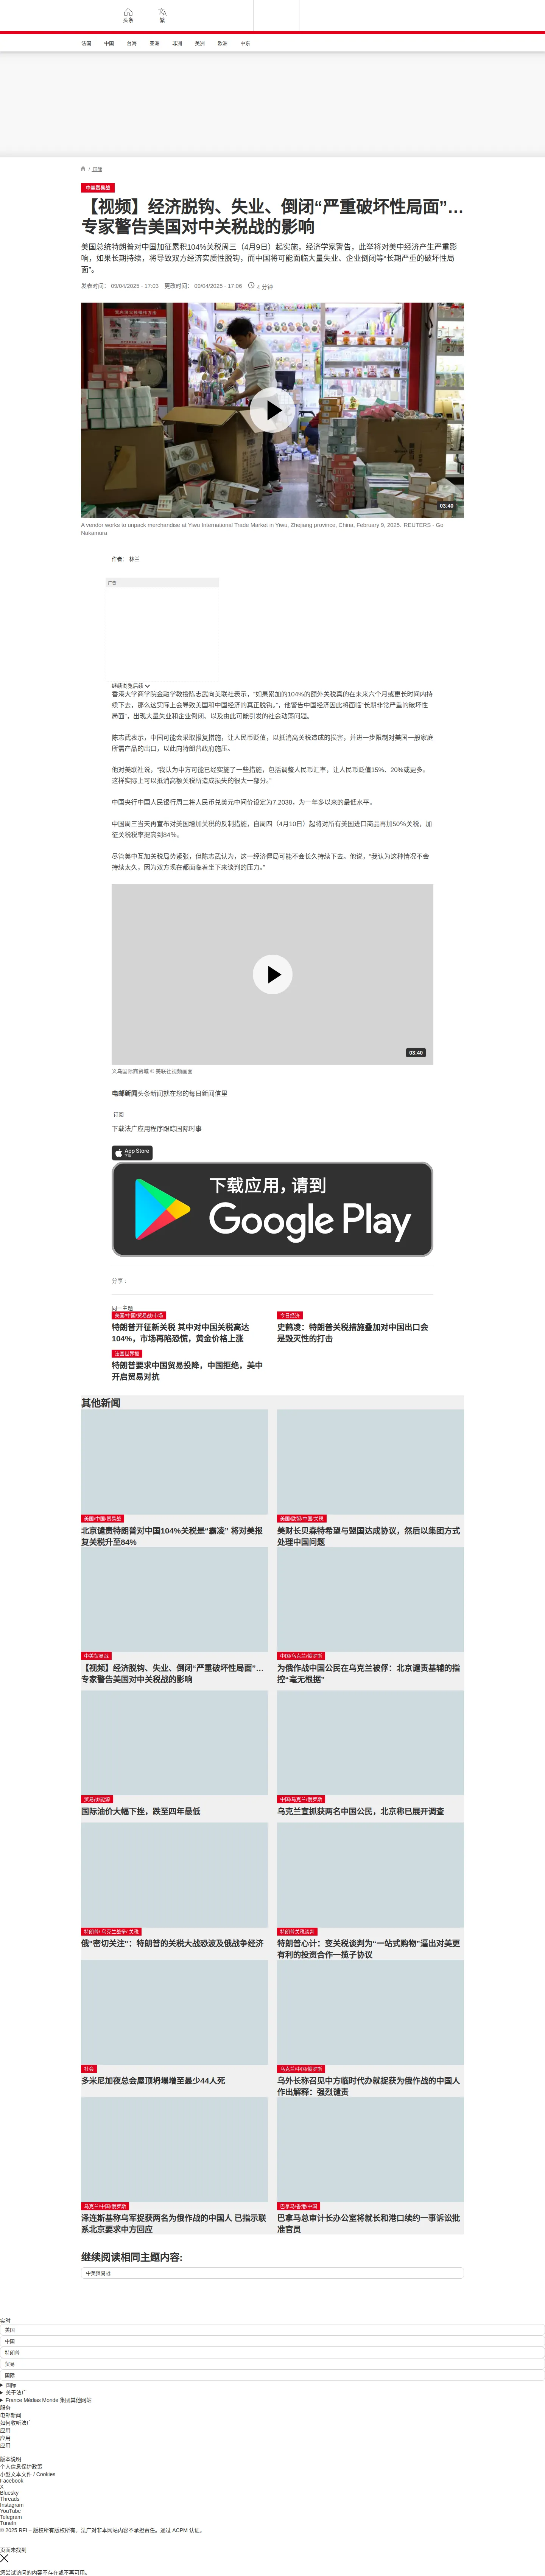 头条
繁
法国
中国
台海
亚洲
非洲
美洲
欧洲
中东
/ 国际
中美贸易战
【视频】经济脱钩、失业、倒闭“严重破坏性局面”…
专家警告美国对中关税战的影响
美国总统特朗普对中国加征累积104%关税周三（4月9日）起实施，经济学家警告，此举将对美中经济产生严重影
响，如果长期持续，将导致双方经济实质性脱钩，而中国将可能面临大量失业、企业倒闭等“长期严重的破坏性局
面”。
发表时间： 09/04/2025 - 17:03 更改时间： 09/04/2025 - 17:06 4 分钟
03:40
A vendor works to unpack merchandise at Yiwu International Trade Market in Yiwu, Zhejiang province, China, February 9, 2025. REUTERS - Go
Nakamura
作者： 林兰
广告
继续浏览后续
香港大学商学院金融学教授陈志武向美联社表示，“如果累加的104%的额外关税真的在未来六个月或更长时间内持
续下去，那么这实际上会导致美国和中国经济的真正脱钩。”，他警告中国经济因此将面临“长期非常严重的破坏性
局面”，出现大量失业和企业倒闭、以及由此可能引发的社会动荡问题。
陈志武表示，中国可能会采取报复措施，让人民币贬值，以抵消高关税造成的损害，并进一步限制对美国一般家庭
所需产品的出口，以此向特朗普政府施压。
他对美联社说，“我认为中方可能已经实施了一些措施，包括调整人民币汇率，让人民币贬值15%、20%或更多。
这样实际上可以抵消高额关税所造成损失的很大一部分。”
中国央行中国人民银行周二将人民币兑美元中间价设定为7.2038，为一年多以来的最低水平。
中国周三当天再宣布对美国增加关税的反制措施，自周四（4月10日）起将对所有美国进口商品再加50%关税，加
征关税税率提高到84%。
尽管美中互加关税局势紧张，但陈志武认为，这一经济僵局可能不会长久持续下去。他说，“我认为这种情况不会
持续太久，因为双方现在都面临着坐下来谈判的压力。”
03:40
义乌国际商贸城 © 美联社视频画面
电邮新闻头条新闻就在您的每日新闻信里
订阅
下载法广应用程序跟踪国际时事
App Store
下载
下载应用，请到
Google Play
分享 :
同一主题
美国/中国/贸易战/市场
特朗普开征新关税 其中对中国关税高达
104%，市场再陷恐慌，黄金价格上涨
今日经济
史鹤凌：特朗普关税措施叠加对中国出口会
是毁灭性的打击
法国世界报
特朗普要求中国贸易投降，中国拒绝，美中
开启贸易对抗
其他新闻
美国/中国/贸易战
北京谴责特朗普对中国104%关税是“霸凌” 将对美报
复关税升至84%
美国/欧盟/中国/关税
美财长贝森特希望与盟国达成协议，然后以集团方式
处理中国问题
中美贸易战
【视频】经济脱钩、失业、倒闭“严重破坏性局面”…
专家警告美国对中关税战的影响
中国/乌克兰/俄罗斯
为俄作战中国公民在乌克兰被俘：北京谴责基辅的指
控“毫无根据”
贸易战/能源
国际油价大幅下挫，跌至四年最低
中国/乌克兰/俄罗斯
乌克兰宣抓获两名中国公民，北京称已展开调查
特朗普/ 乌克兰战争/ 关税
俄“密切关注”：特朗普的关税大战恐波及俄战争经济
特朗普关税谈判
特朗普心计：变关税谈判为“一站式购物”逼出对美更
有利的投资合作一揽子协议
社会
多米尼加夜总会屋顶坍塌增至最少44人死
乌克兰/中国/俄罗斯
乌外长称召见中方临时代办就捉获为俄作战的中国人
作出解释：强烈谴责
乌克兰/中国/俄罗斯
泽连斯基称乌军捉获两名为俄作战的中国人 已指示联
系北京要求中方回应
巴拿马/香港/中国
巴拿马总审计长办公室将就长和港口续约一事诉讼批
准官员
继续阅读相同主题内容:
中美贸易战
实时
美国
中国
特朗普
贸易
国际
国际
关于法广
France Médias Monde 集团其他网站
服务
电邮新闻
如何收听法广
应用
应用
应用
版本说明
个人信息保护政策
小型文本文件 / Cookies
Facebook
X
Bluesky
Threads
Instagram
YouTube
Telegram
Tunein
© 2025 RFI – 版权所有版权所有。法广对非本网站内容不承担责任。通过 ACPM 认证。
页面未找到
您尝试访问的内容不存在或不再可用。